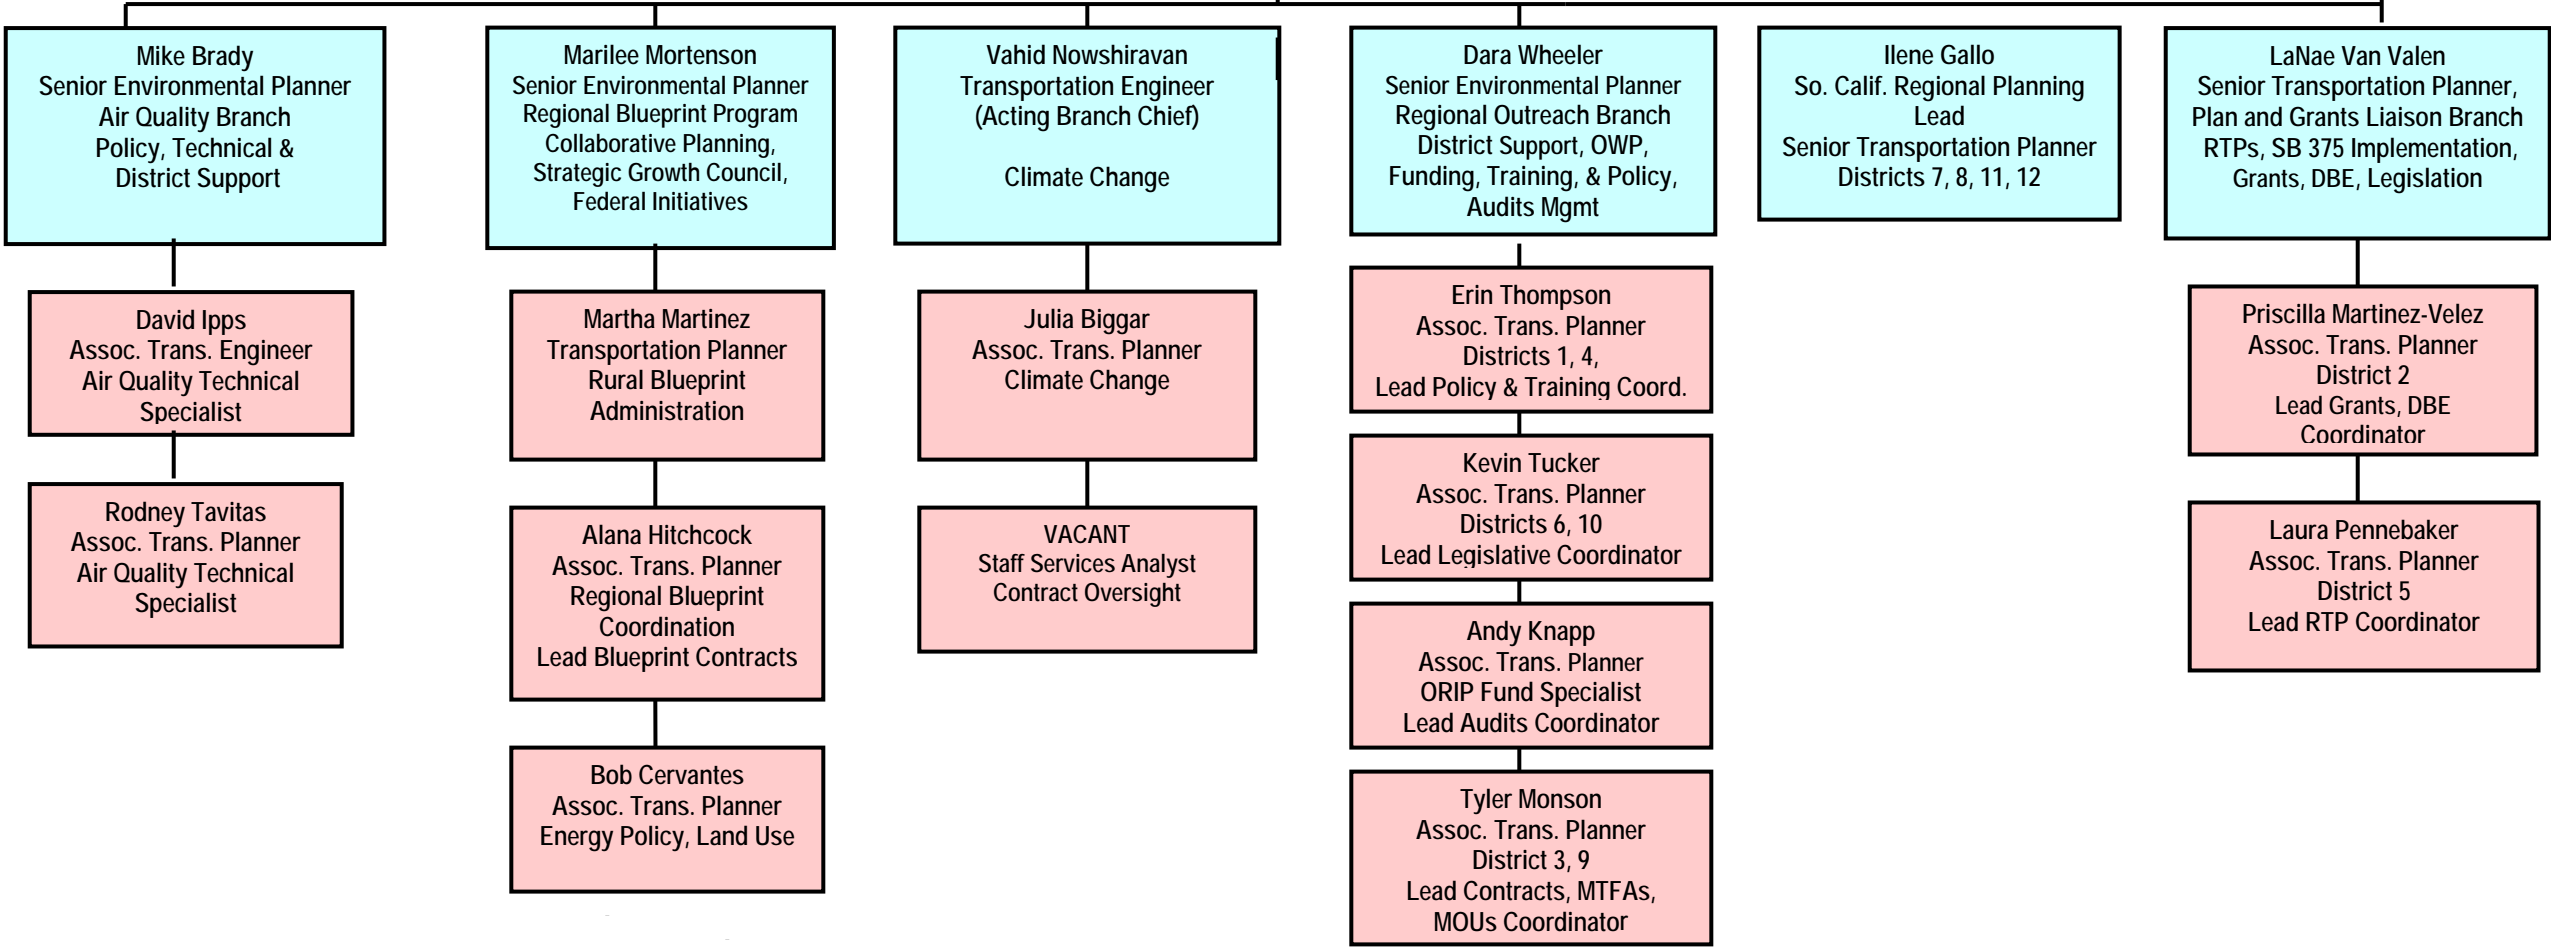 Mike Brady
Senior Environmental Planner
Air Quality Branch
Policy, Technical &
District Support
David Ipps
Assoc. Trans. Engineer
Air Quality Technical
Specialist
Rodney Tavitas
Assoc. Trans. Planner
Air Quality Technical
Specialist
Marilee Mortenson
Senior Environmental Planner
Regional Blueprint Program
Collaborative Planning,
Strategic Growth Council,
Federal Initiatives
Martha Martinez
Transportation Planner
Rural Blueprint
Administration
Alana Hitchcock
Assoc. Trans. Planner
Regional Blueprint
Coordination
Lead Blueprint Contracts
Bob Cervantes
Assoc. Trans. Planner
Energy Policy, Land Use
Vahid Nowshiravan
Transportation Engineer
(Acting Branch Chief)
Climate Change
Julia Biggar
Assoc. Trans. Planner
Climate Change
VACANT
Staff Services Analyst
Contract Oversight
Dara Wheeler
Senior Environmental Planner
Regional Outreach Branch
District Support, OWP,
Funding, Training, & Policy,
Audits Mgmt
Erin Thompson
Assoc. Trans. Planner
Districts 1, 4,
Lead Policy & Training Coord.
Kevin Tucker
Assoc. Trans. Planner
Districts 6, 10
Lead Legislative Coordinator
Andy Knapp
Assoc. Trans. Planner
ORIP Fund Specialist
Lead Audits Coordinator
Tyler Monson
Assoc. Trans. Planner
District 3, 9
Lead Contracts, MTFAs,
MOUs Coordinator
Ilene Gallo
So. Calif. Regional Planning
Lead
Senior Transportation Planner
Districts 7, 8, 11, 12
LaNae Van Valen
Senior Transportation Planner,
Plan and Grants Liaison Branch
RTPs, SB 375 Implementation,
Grants, DBE, Legislation
Priscilla Martinez-Velez
Assoc. Trans. Planner
District 2
Lead Grants, DBE
Coordinator
Laura Pennebaker
Assoc. Trans. Planner
District 5
Lead RTP Coordinator